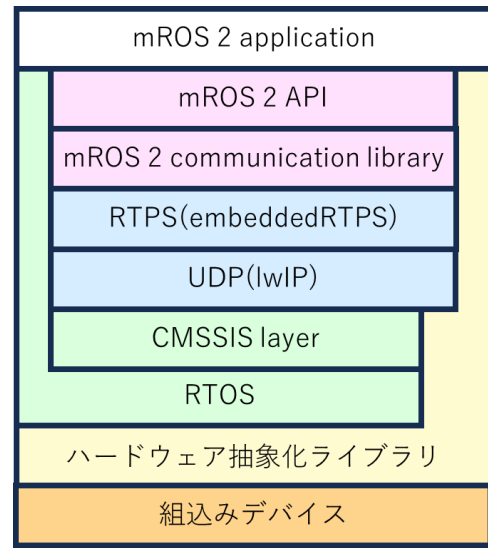 mROS 2 application
mROS 2 API
mROS 2 communication library
RTPS(embeddedRTPS)
UDP(lwIP)
CMSSIS layer
RTOS
ハードウェア抽象化ライブラリ
組込みデバイス